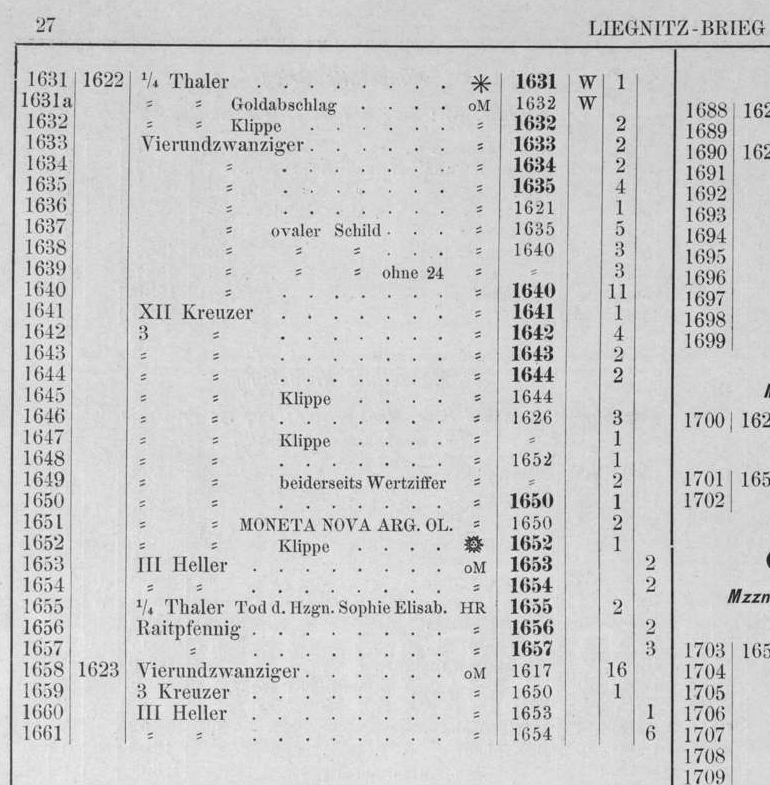 27
LIEGNITZ-BRIEG
1631 1622 ¼ Thaler . . . . . . . . 1631 W 1
1631a „ „ Goldabschlag . . . . oM 1632 W
1632 „ „ Klippe . . . . . . „ 1632 2
1633 Vierundzwanziger . . . . . . „ 1633 2
1634 „ . . . . . . „ 1634 2
1635 „ . . . . . . „ 1635 4
1636 „ . . . . . . „ 1621 1
1637 „ ovaler Schild . . . „ 1635 5
1638 „ „ „ . . . „ 1640 3
1639 „ „ „ ohne 24 „ „ 3
1640 „ . . . . . . „ 1640 11
1641 XII Kreuzer . . . . . . . „ 1641 1
1642 3 „ . . . . . . . „ 1642 4
1643 „ „ . . . . . . . „ 1643 2
1644 „ „ . . . . . . . „ 1644 2
1645 „ „ Klippe . . . . „ 1644
1646 „ „ . . . . . . . „ 1626 3
1647 „ „ Klippe . . . . „ „ 1
1648 „ „ . . . . . . . „ 1652 1
1649 „ „ beiderseits Wertziffer „ „ 2
1650 „ „ . . . . . . . „ 1650 1
1651 „ „ MONETA NOVA ARG. OL. „ 1650 2
1652 „ „ Klippe . . . . 1652 1
1653 III Heller . . . . . . . . oM 1653 2
1654 „ „ . . . . . . . . „ 1654 2
1655 ¼ Thaler Tod d. Hzgn. Sophie Elisab. HR 1655 2
1656 Raitpfennig . . . . . . . . „ 1656 2
1657 „ . . . . . . . . „ 1657 3
1658 1623 Vierundzwanziger . . . . . . oM 1617 16
1659 3 Kreuzer . . . . . . . . „ 1650 1
1660 III Heller . . . . . . . . „ 1653 1
1661 „ „ . . . . . . . . „ 1654 6
1688 162
1689
1690 162
1691
1692
1693
1694
1695
1696
1697
1698
1699
1700 162
1701 165
1702
Mzzn
1703 165
1704
1705
1706
1707
1708
1709